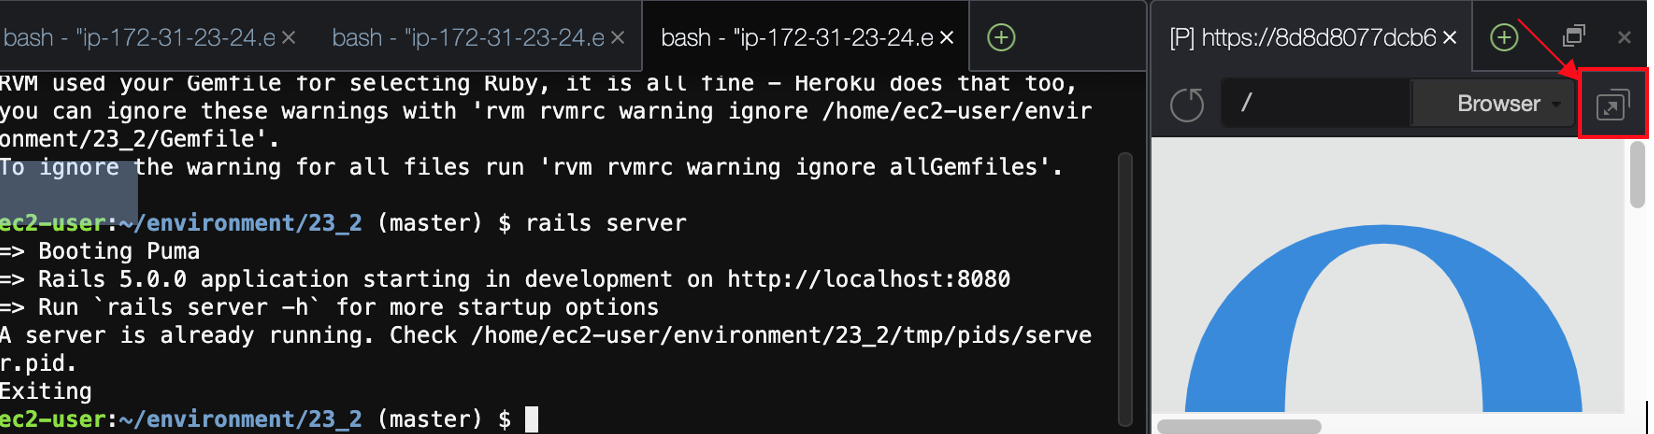 bash - "ip-172-31-23-24.e × bash - "ip-172-31-23-24.e × bash - "ip-172-31-23-24.e ×
RVM used your Gemfile for selecting Ruby, it is all fine - Heroku does that too,
you can ignore these warnings with 'rvm rvmrc warning ignore /home/ec2-user/envir
onment/23_2/Gemfile'.
To ignore the warning for all files run 'rvm rvmrc warning ignore allGemfiles'.
ec2-user:~/environment/23_2 (master) $ rails server
=> Booting Puma
=> Rails 5.0.0 application starting in development on http://localhost:8080
=> Run `rails server -h` for more startup options
A server is already running. Check /home/ec2-user/environment/23_2/tmp/pids/serve
r.pid.
Exiting
ec2-user:~/environment/23_2 (master) $
[P] https://8d8d8077dcb6 ×
/ Browser